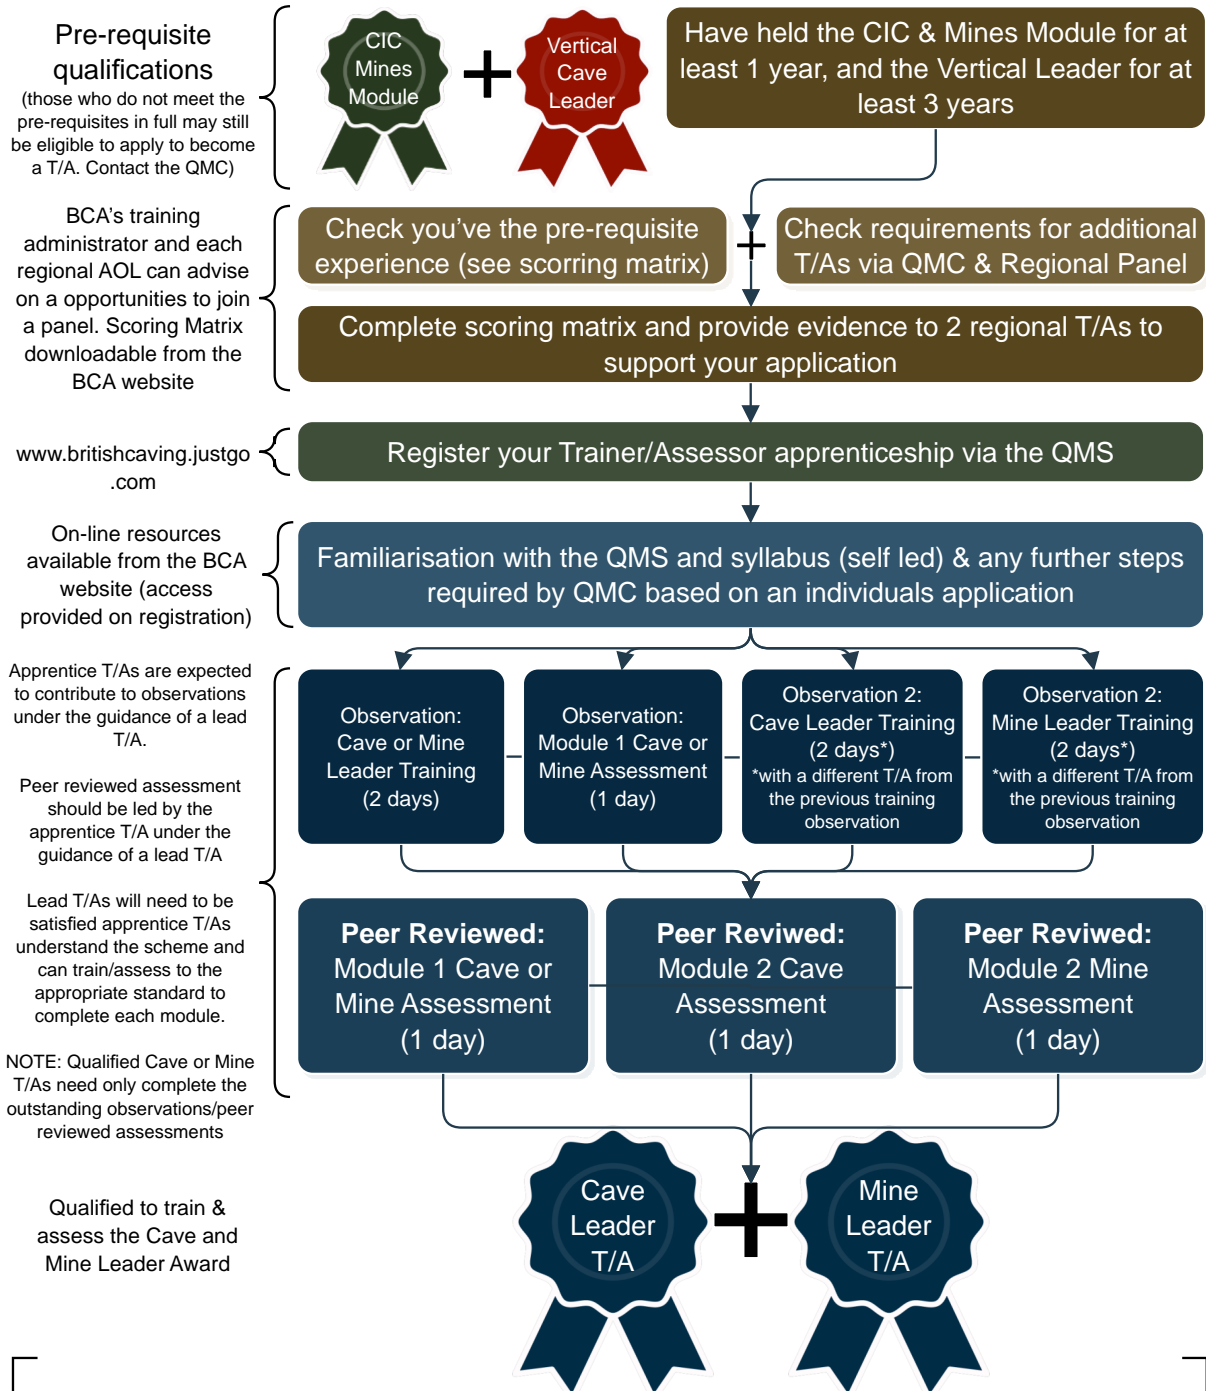 Pre-requisite
qualifications
(those who do not meet the
pre-requisites in full may still
be eligible to apply to become
a T/A. Contact the QMC)
CIC
Mines
Module
Vertical
Cave
Leader
Have held the CIC & Mines Module for at
least 1 year, and the Vertical Leader for at
least 3 years
BCA's training
administrator and each
regional AOL can advise
on a opportunities to join
a panel. Scoring Matrix
downloadable from the
BCA website
Check you've the pre-requisite
experience (see scorring matrix)
Check requirements for additional
T/As via QMC & Regional Panel
Complete scoring matrix and provide evidence to 2 regional T/As to
support your application
www.britishcaving.justgo
.com
Register your Trainer/Assessor apprenticeship via the QMS
On-line resources
available from the BCA
website (access
provided on registration)
Familiarisation with the QMS and syllabus (self led) & any further steps
required by QMC based on an individuals application
Apprentice T/As are expected
to contribute to observations
under the guidance of a lead
T/A.
Peer reviewed assessment
should be led by the
apprentice T/A under the
guidance of a lead T/A
Lead T/As will need to be
satisfied apprentice T/As
understand the scheme and
can train/assess to the
appropriate standard to
complete each module.
NOTE: Qualified Cave or Mine
T/As need only complete the
outstanding observations/peer
reviewed assessments
Observation:
Cave or Mine
Leader Training
(2 days)
Observation:
Module 1 Cave or
Mine Assessment
(1 day)
Observation 2:
Cave Leader Training
(2 days*)
*with a different T/A from
the previous training
observation
Observation 2:
Mine Leader Training
(2 days*)
*with a different T/A from
the previous training
observation
Peer Reviewed:
Module 1 Cave or
Mine Assessment
(1 day)
Peer Reviwed:
Module 2 Cave
Assessment
(1 day)
Peer Reviwed:
Module 2 Mine
Assessment
(1 day)
Qualified to train &
assess the Cave and
Mine Leader Award
Cave
Leader
T/A
Mine
Leader
T/A